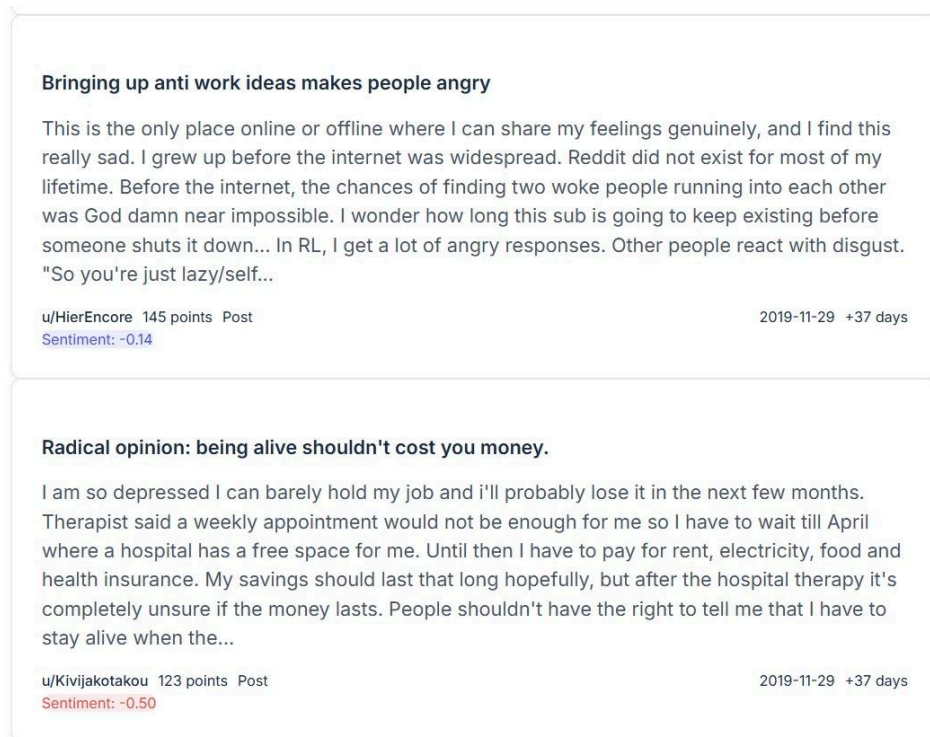 Bringing up anti work ideas makes people angry
This is the only place online or offline where I can share my feelings genuinely, and I find this
really sad. I grew up before the internet was widespread. Reddit did not exist for most of my
lifetime. Before the internet, the chances of finding two woke people running into each other
was God damn near impossible. I wonder how long this sub is going to keep existing before
someone shuts it down... In RL, I get a lot of angry responses. Other people react with disgust.
"So you're just lazy/self...
u/HierEncore 145 points Post 2019-11-29 +37 days
Sentiment: -0.14
Radical opinion: being alive shouldn't cost you money.
I am so depressed I can barely hold my job and i'll probably lose it in the next few months.
Therapist said a weekly appointment would not be enough for me so I have to wait till April
where a hospital has a free space for me. Until then I have to pay for rent, electricity, food and
health insurance. My savings should last that long hopefully, but after the hospital therapy it's
completely unsure if the money lasts. People shouldn't have the right to tell me that I have to
stay alive when the...
u/Kivijakotakou 123 points Post 2019-11-29 +37 days
Sentiment: -0.50